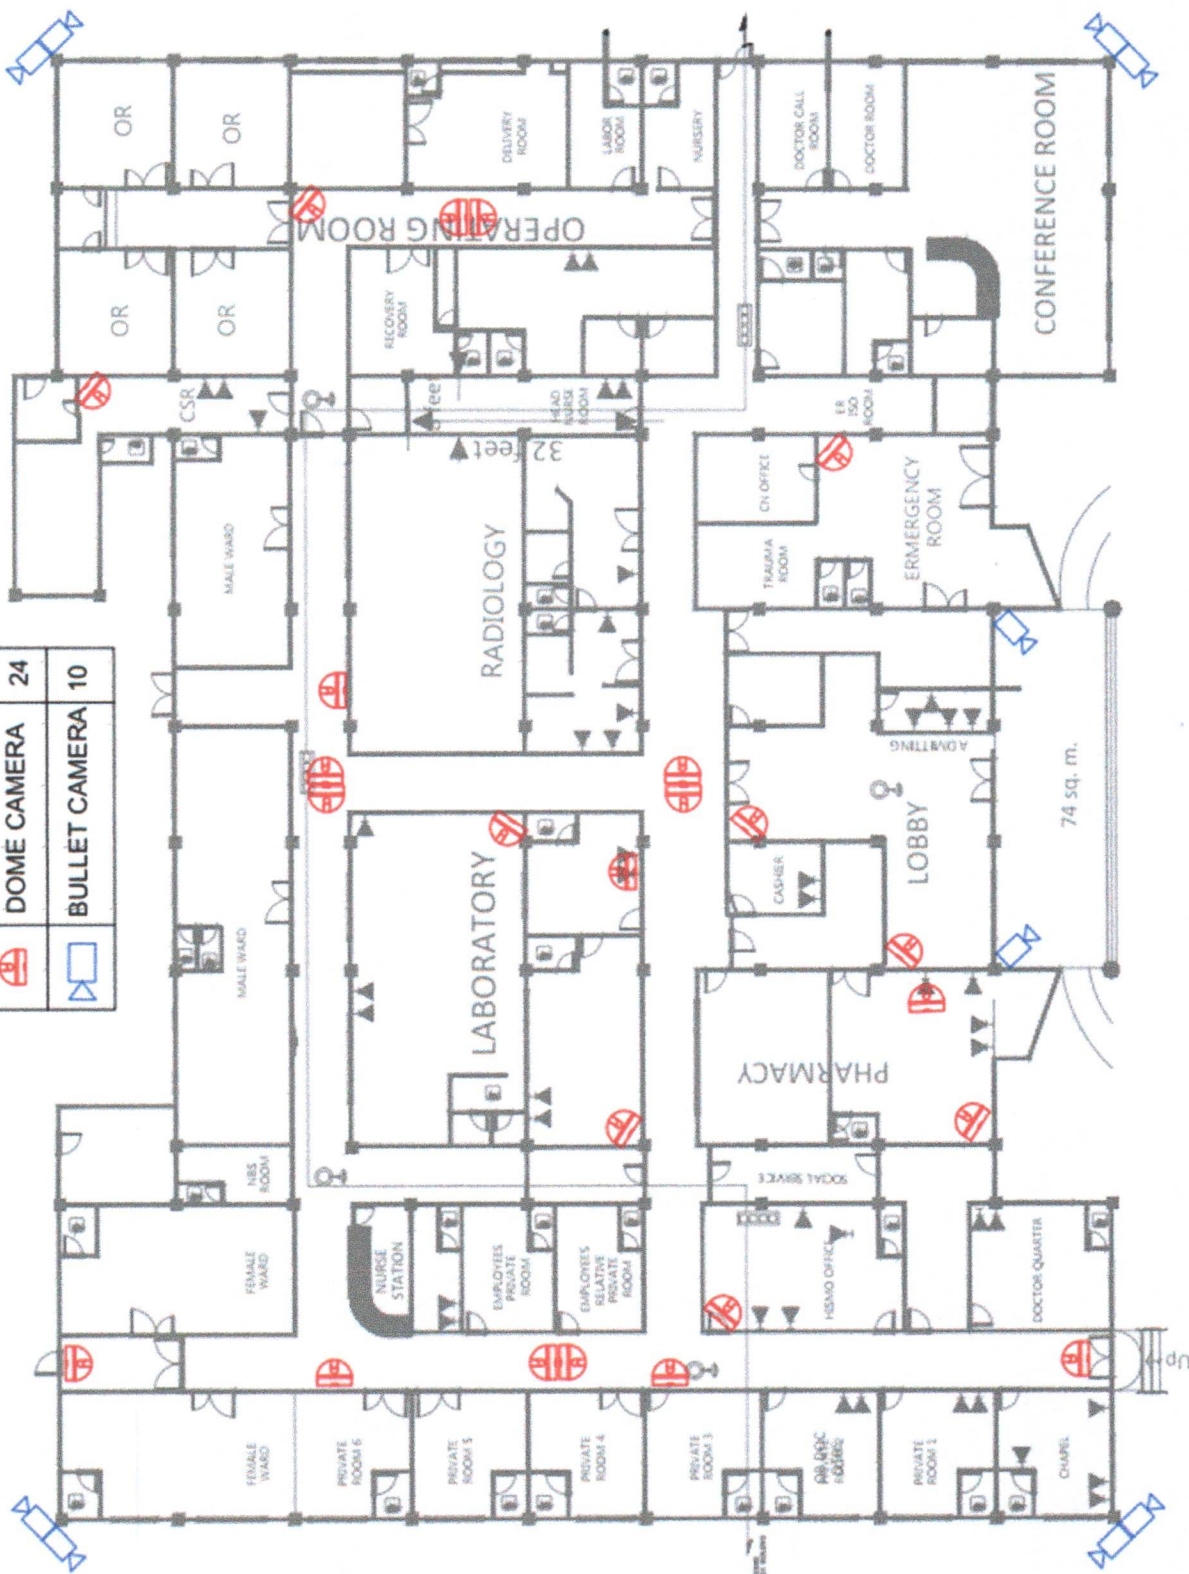 DOME CAMERA 24
BULLET CAMERA 10
OR
OR
OR
OR
CSR
MALE WARD
MALE WARD
NBS
ROOM
FEMALE
WARD
FEMALE
WARD
RECOVERY
ROOM
OPERATING ROOM
DELIVERY
ROOM
LABOR
ROOM
NURSERY
HEAD
NURSE
ROOM
feet
32 feet
RADIOLOGY
LABORATORY
NURSE
STATION
EMPLOYEES
PRIVATE
ROOM
EMPLOYEES
RELATIVE
PRIVATE
ROOM
PRIVATE
ROOM 6
PRIVATE
ROOM 5
PRIVATE
ROOM 4
PRIVATE
ROOM 3
PRIVATE
ROOM 1
CHAPEL
DOCTOR CALL
ROOM
DOCTOR ROOM
CONFERENCE ROOM
ER
ISO
ROOM
CN OFFICE
TRAUMA
ROOM
ERMERGENCY
ROOM
ADMITTING
LOBBY
CASHIER
74 sq. m.
PHARMACY
SOCIAL SERVICE
HISMO OFFICE
DOCTOR QUARTER
Up